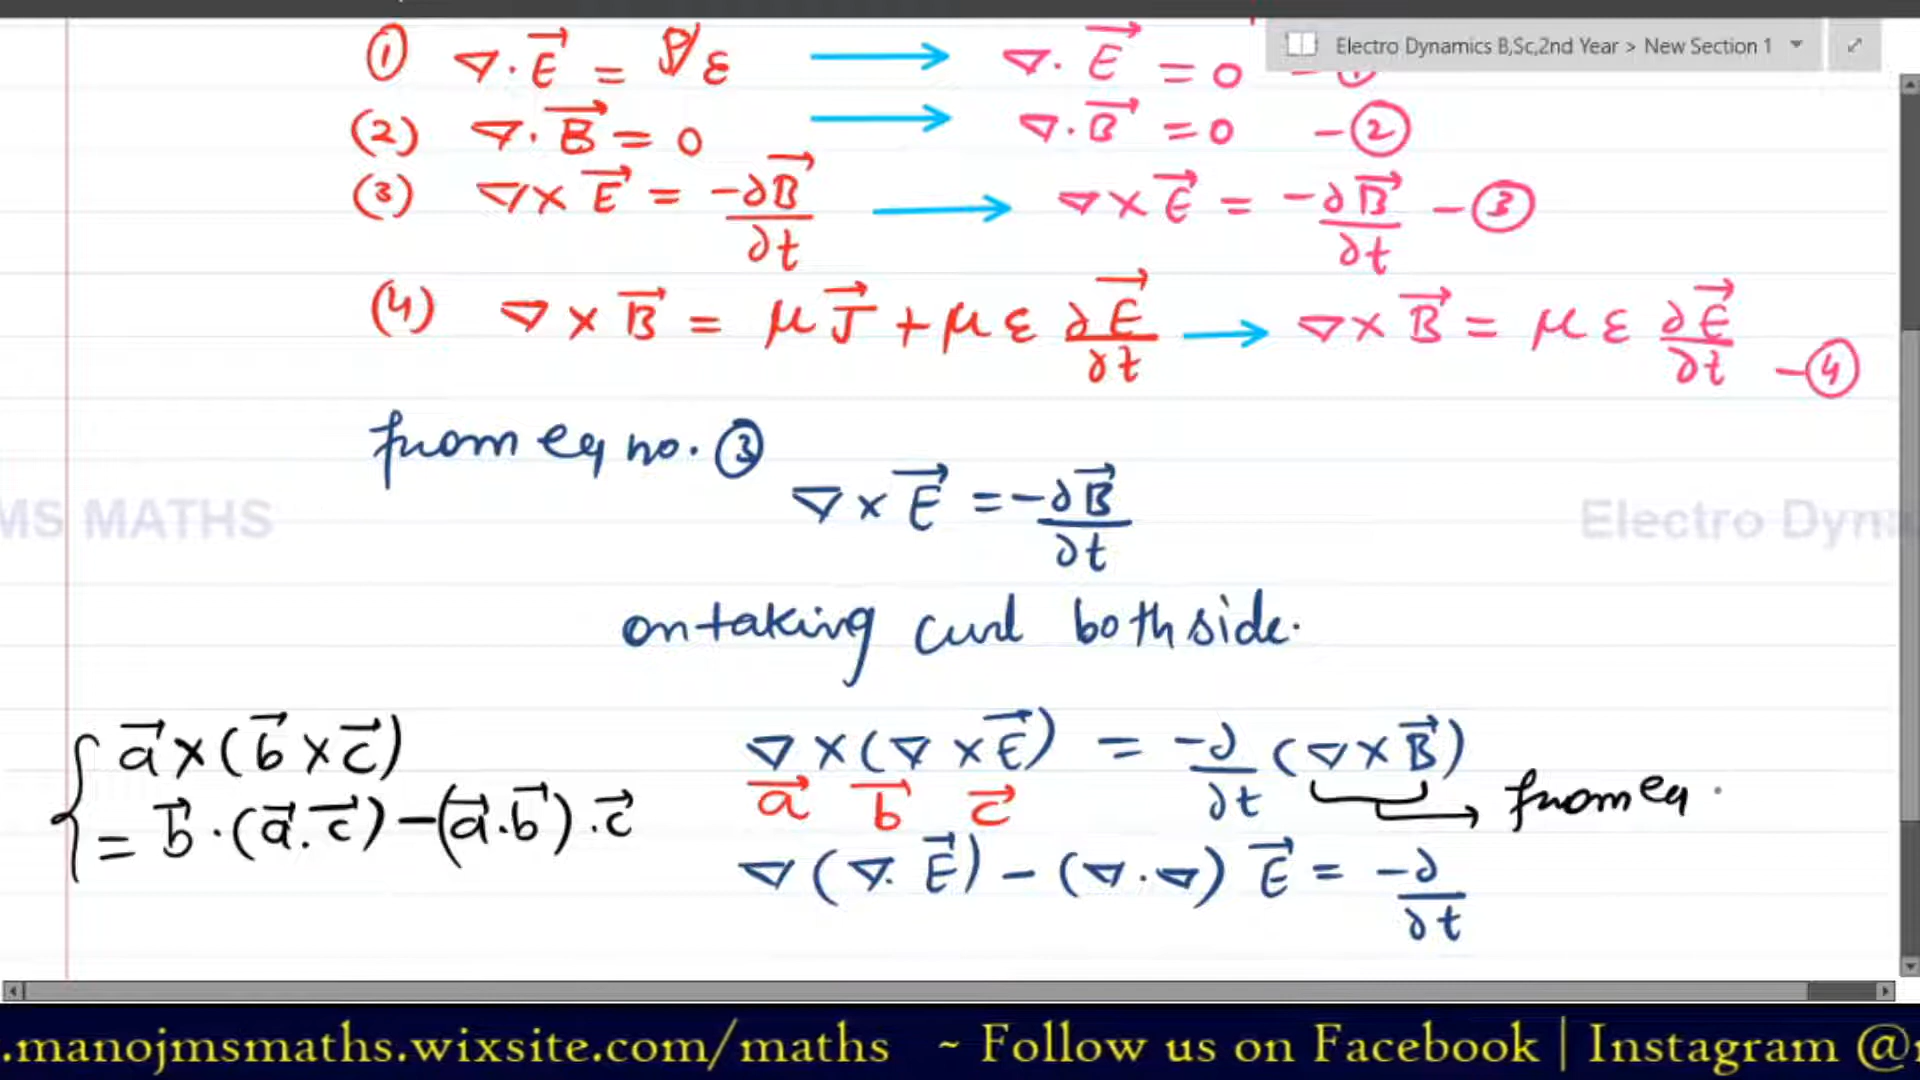 Electro Dynamics B,Sc,2nd Year > New Section 1
① ∇·E⃗ = ρ/ε → ∇·E⃗ = 0 - ①
(2) ∇·B⃗ = 0 → ∇·B⃗ = 0 - ②
(3) ∇×E⃗ = -∂B⃗/∂t → ∇×E⃗ = -∂B⃗/∂t - ③
(4) ∇×B⃗ = μJ⃗ + με ∂E⃗/∂t → ∇×B⃗ = με ∂E⃗/∂t - ④
from eq no. ③
∇×E⃗ = -∂B⃗/∂t
MS MATHS
Electro Dyn
on taking curl both side.
a⃗×(b⃗×c⃗)
= b⃗·(a⃗·c⃗) - (a⃗·b⃗)·c⃗
∇×(∇×E⃗) = -∂/∂t (∇×B⃗)
a⃗ b⃗ c⃗
from eq
∇(∇·E⃗) - (∇·∇) E⃗ = -∂/∂t
.manojmsmaths.wixsite.com/maths ~ Follow us on Facebook | Instagram @